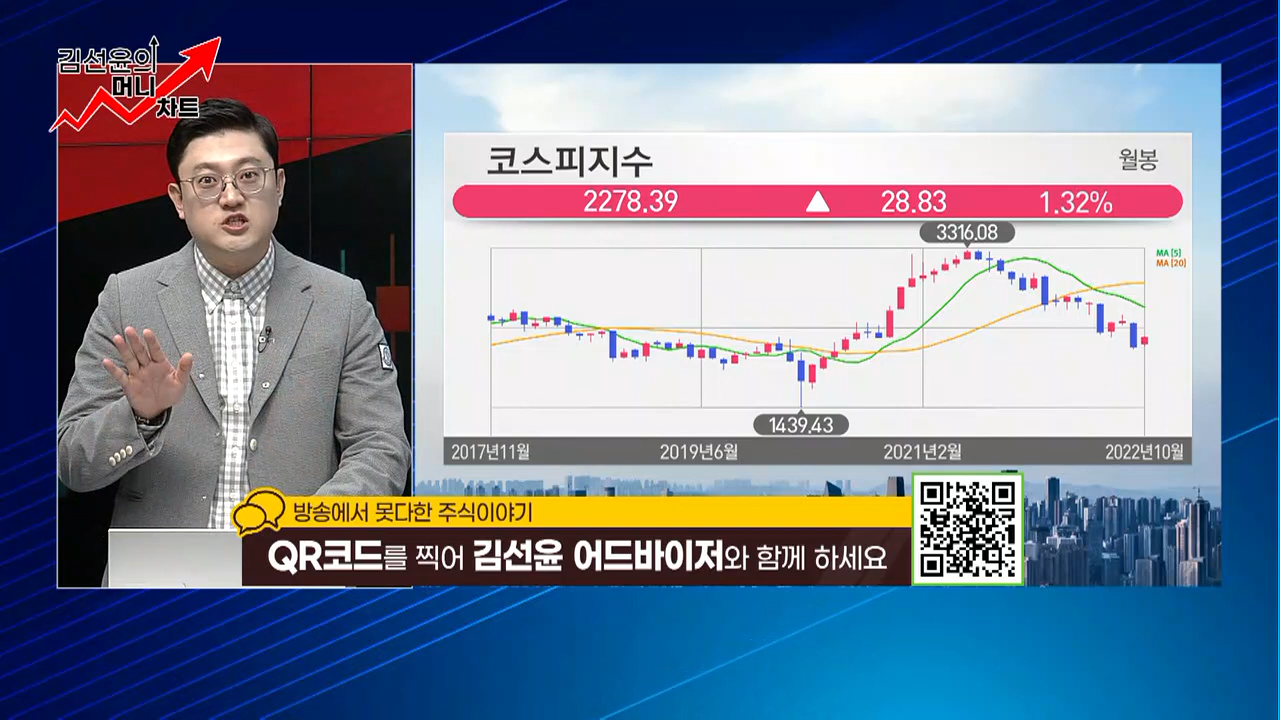 김선윤의
머니
차트
코스피지수
월봉
2278.39 ▲ 28.83 1.32%
3316.08
MA [5]
MA [20]
1439.43
2017년11월 2019년6월 2021년2월 2022년10월
방송에서 못다한 주식이야기
QR코드를 찍어 김선윤 어드바이저와 함께 하세요